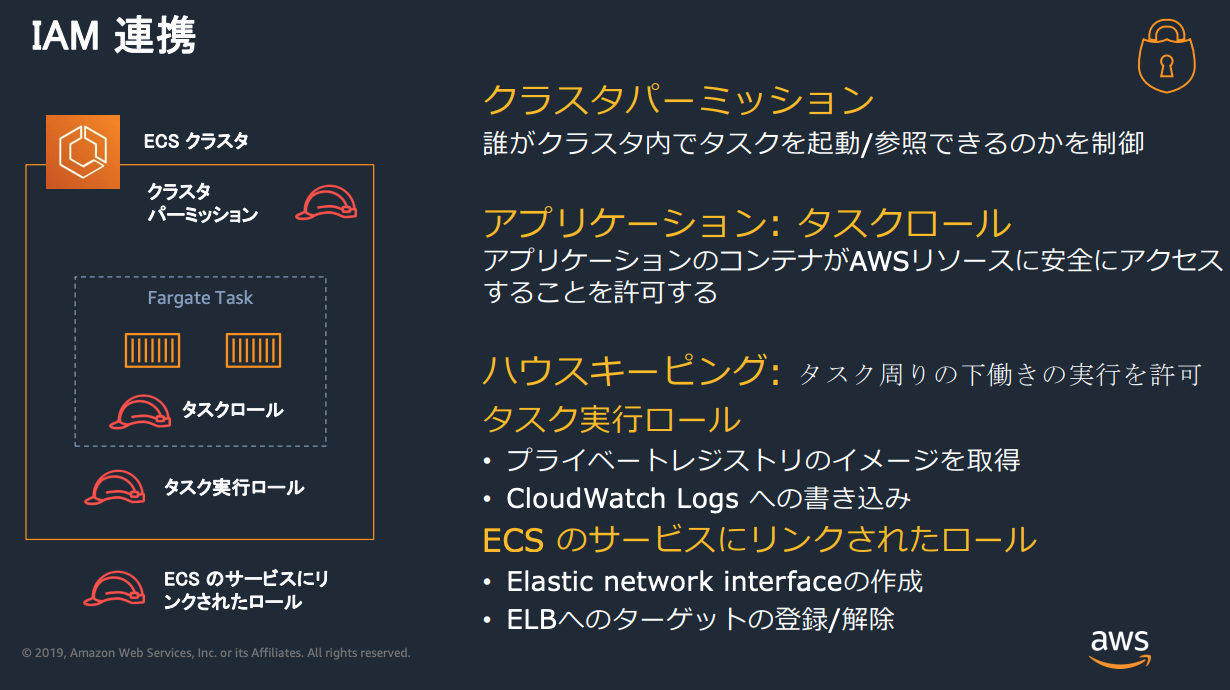 IAM 連携
ECS クラスタ
クラスタ
パーミッション
Fargate Task
タスクロール
タスク実行ロール
ECS のサービスにリ
ンクされたロール
クラスタパーミッション
誰がクラスタ内でタスクを起動/参照できるのかを制御
アプリケーション: タスクロール
アプリケーションのコンテナがAWSリソースに安全にアクセス
することを許可する
ハウスキーピング: タスク周りの下働きの実行を許可
タスク実行ロール
• プライベートレジストリのイメージを取得
• CloudWatch Logs への書き込み
ECS のサービスにリンクされたロール
• Elastic network interfaceの作成
• ELBへのターゲットの登録/解除
© 2019, Amazon Web Services, Inc. or its Affiliates. All rights reserved.
aws